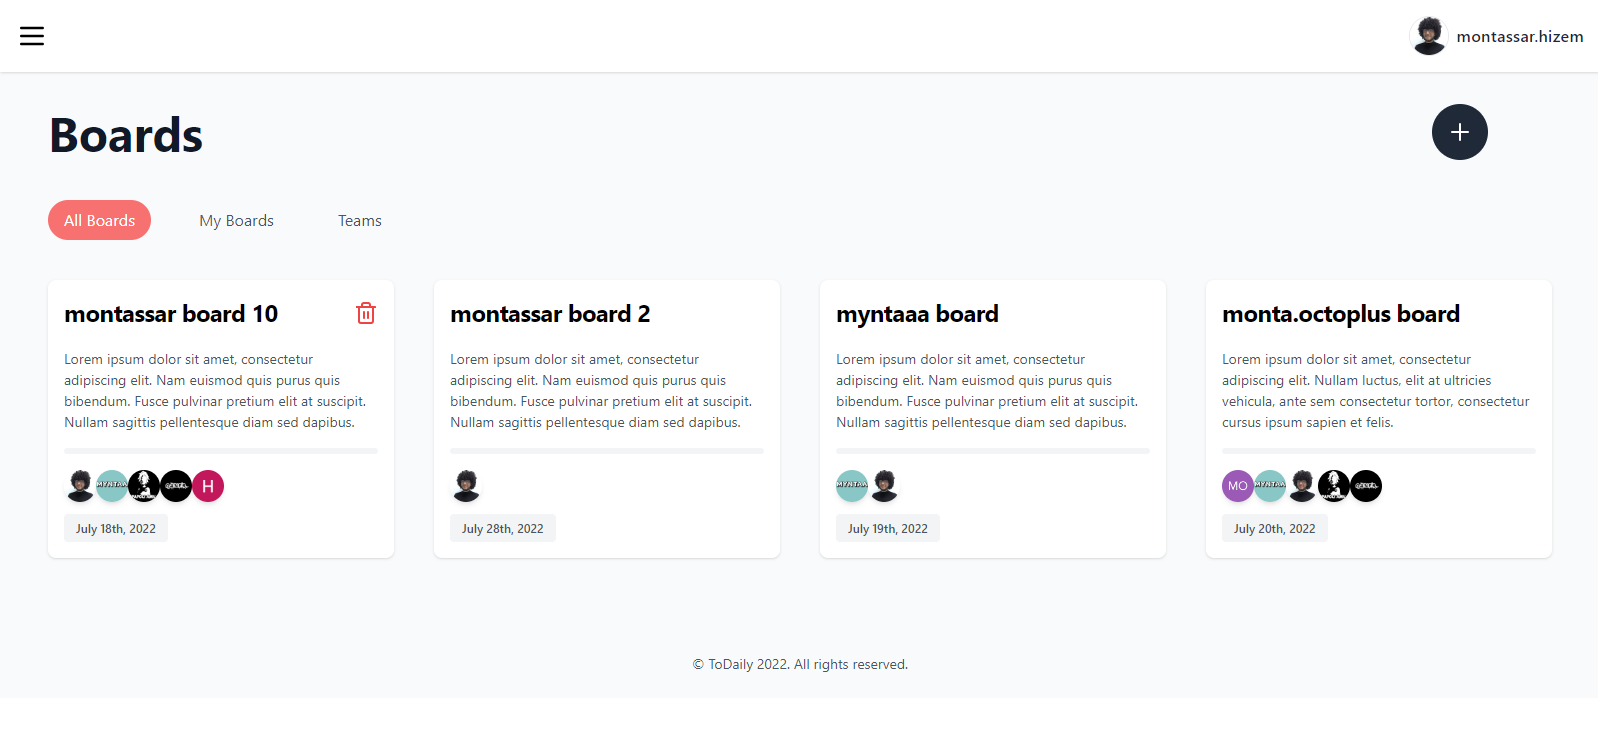 montassar.hizem
Boards
All Boards
My Boards
Teams
montassar board 10
Lorem ipsum dolor sit amet, consectetur
adipiscing elit. Nam euismod quis purus quis
bibendum. Fusce pulvinar pretium elit at suscipit.
Nullam sagittis pellentesque diam sed dapibus.
MYNTAA
H
July 18th, 2022
montassar board 2
Lorem ipsum dolor sit amet, consectetur
adipiscing elit. Nam euismod quis purus quis
bibendum. Fusce pulvinar pretium elit at suscipit.
Nullam sagittis pellentesque diam sed dapibus.
July 28th, 2022
myntaaa board
Lorem ipsum dolor sit amet, consectetur
adipiscing elit. Nam euismod quis purus quis
bibendum. Fusce pulvinar pretium elit at suscipit.
Nullam sagittis pellentesque diam sed dapibus.
MYNTAA
July 19th, 2022
monta.octoplus board
Lorem ipsum dolor sit amet, consectetur
adipiscing elit. Nullam luctus, elit at ultricies
vehicula, ante sem consectetur tortor, consectetur
cursus ipsum sapien et felis.
MO
MYNTAA
July 20th, 2022
© ToDaily 2022. All rights reserved.